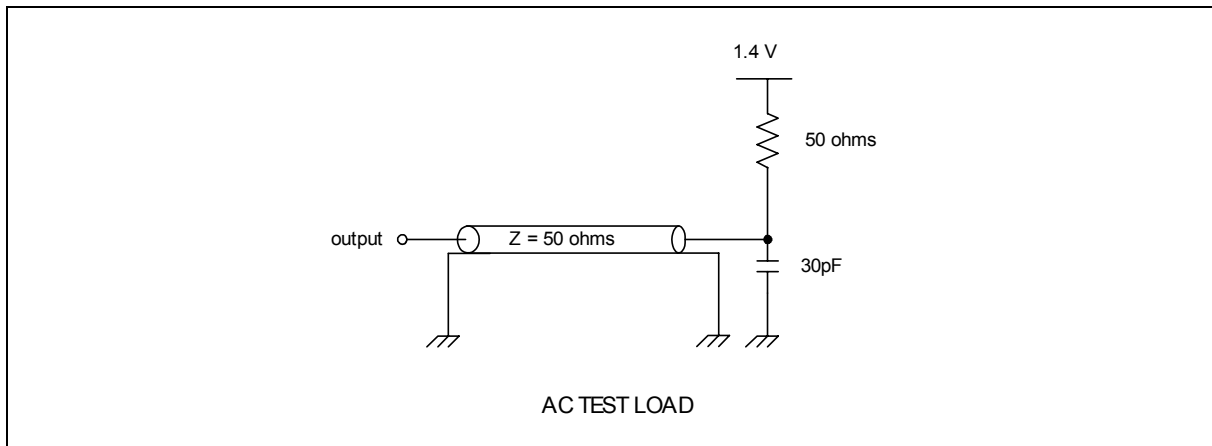 1.4 V
50 ohms
output
Z = 50 ohms
30pF
AC TEST LOAD